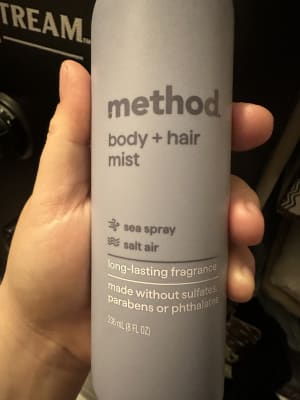 TREAM
method.
body + hair
mist
sea spray
salt air
long-lasting fragrance
made without sulfates,
parabens or phthalates
236 mL (8 FL OZ)